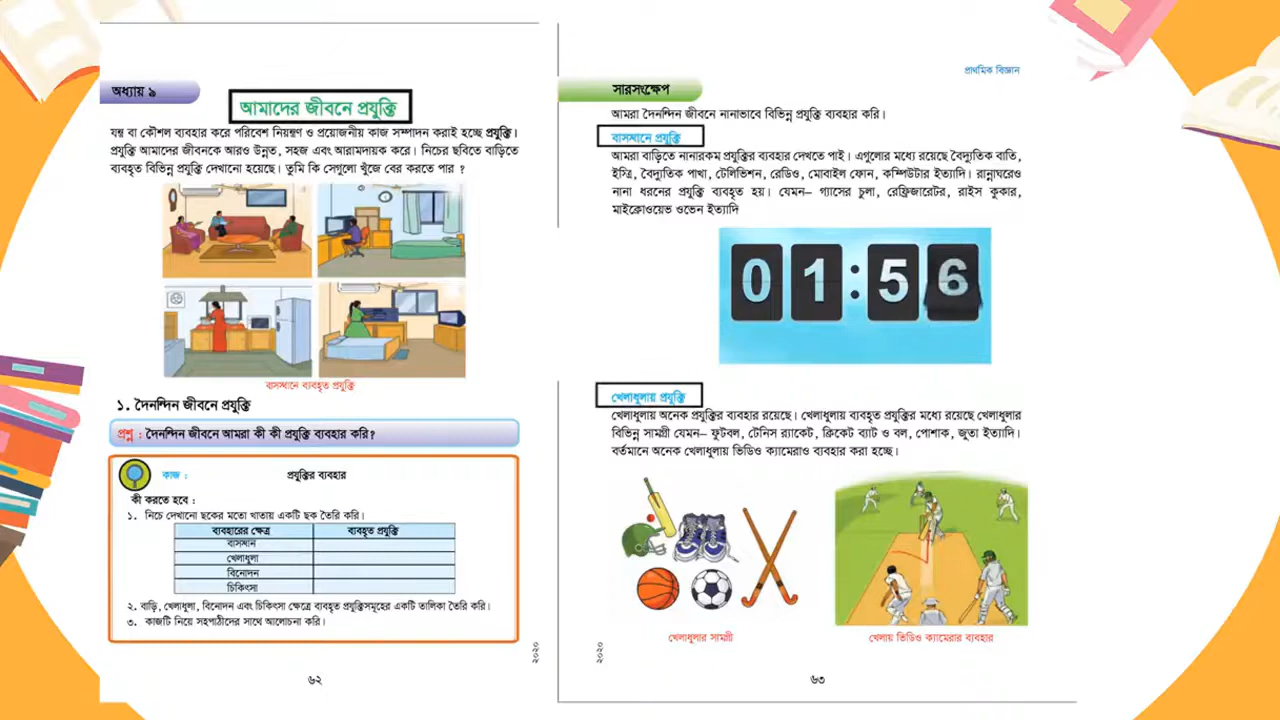 অধ্যায় ৯
আমাদের জীবনে প্রযুক্তি
যন্ত্র বা কৌশল ব্যবহার করে পরিবেশ নিয়ন্ত্রণ ও প্রয়োজনীয় কাজ সম্পাদন করাই হচ্ছে প্রযুক্তি।
প্রযুক্তি আমাদের জীবনকে আরও উন্নত, সহজ এবং আরামদায়ক করে। নিচের ছবিতে বাড়িতে
ব্যবহৃত বিভিন্ন প্রযুক্তি দেখানো হয়েছে। তুমি কি সেগুলো খুঁজে বের করতে পার ?
বাসস্থানে ব্যবহৃত প্রযুক্তি
১. দৈনন্দিন জীবনে প্রযুক্তি
প্রশ্ন : দৈনন্দিন জীবনে আমরা কী কী প্রযুক্তি ব্যবহার করি?
কাজ : প্রযুক্তির ব্যবহার
কী করতে হবে :
১. নিচে দেখানো ছকের মতো খাতায় একটি ছক তৈরি করি।
ব্যবহারের ক্ষেত্র ব্যবহৃত প্রযুক্তি
বাসস্থান
খেলাধুলা
বিনোদন
চিকিৎসা
২. বাড়ি, খেলাধুলা, বিনোদন এবং চিকিৎসা ক্ষেত্রে ব্যবহৃত প্রযুক্তিসমূহের একটি তালিকা তৈরি করি।
৩. কাজটি নিয়ে সহপাঠীদের সাথে আলোচনা করি।
২০২০
৬২
প্রাথমিক বিজ্ঞান
সারসংক্ষেপ
আমরা দৈনন্দিন জীবনে নানাভাবে বিভিন্ন প্রযুক্তি ব্যবহার করি।
বাসস্থানে প্রযুক্তি
আমরা বাড়িতে নানারকম প্রযুক্তির ব্যবহার দেখতে পাই। এগুলোর মধ্যে রয়েছে বৈদ্যুতিক বাতি,
ইস্ত্রি, বৈদ্যুতিক পাখা, টেলিভিশন, রেডিও, মোবাইল ফোন, কম্পিউটার ইত্যাদি। রান্নাঘরেও
নানা ধরনের প্রযুক্তি ব্যবহৃত হয়। যেমন– গ্যাসের চুলা, রেফ্রিজারেটর, রাইস কুকার,
মাইক্রোওয়েভ ওভেন ইত্যাদি
01:56
খেলাধুলায় প্রযুক্তি
খেলাধুলায় অনেক প্রযুক্তির ব্যবহার রয়েছে। খেলাধুলায় ব্যবহৃত প্রযুক্তির মধ্যে রয়েছে খেলাধুলার
বিভিন্ন সামগ্রী যেমন– ফুটবল, টেনিস র‍্যাকেট, ক্রিকেট ব্যাট ও বল, পোশাক, জুতা ইত্যাদি।
বর্তমানে অনেক খেলাধুলায় ভিডিও ক্যামেরাও ব্যবহার করা হচ্ছে।
খেলাধুলার সামগ্রী
খেলায় ভিডিও ক্যামেরার ব্যবহার
২০২০
৬৩